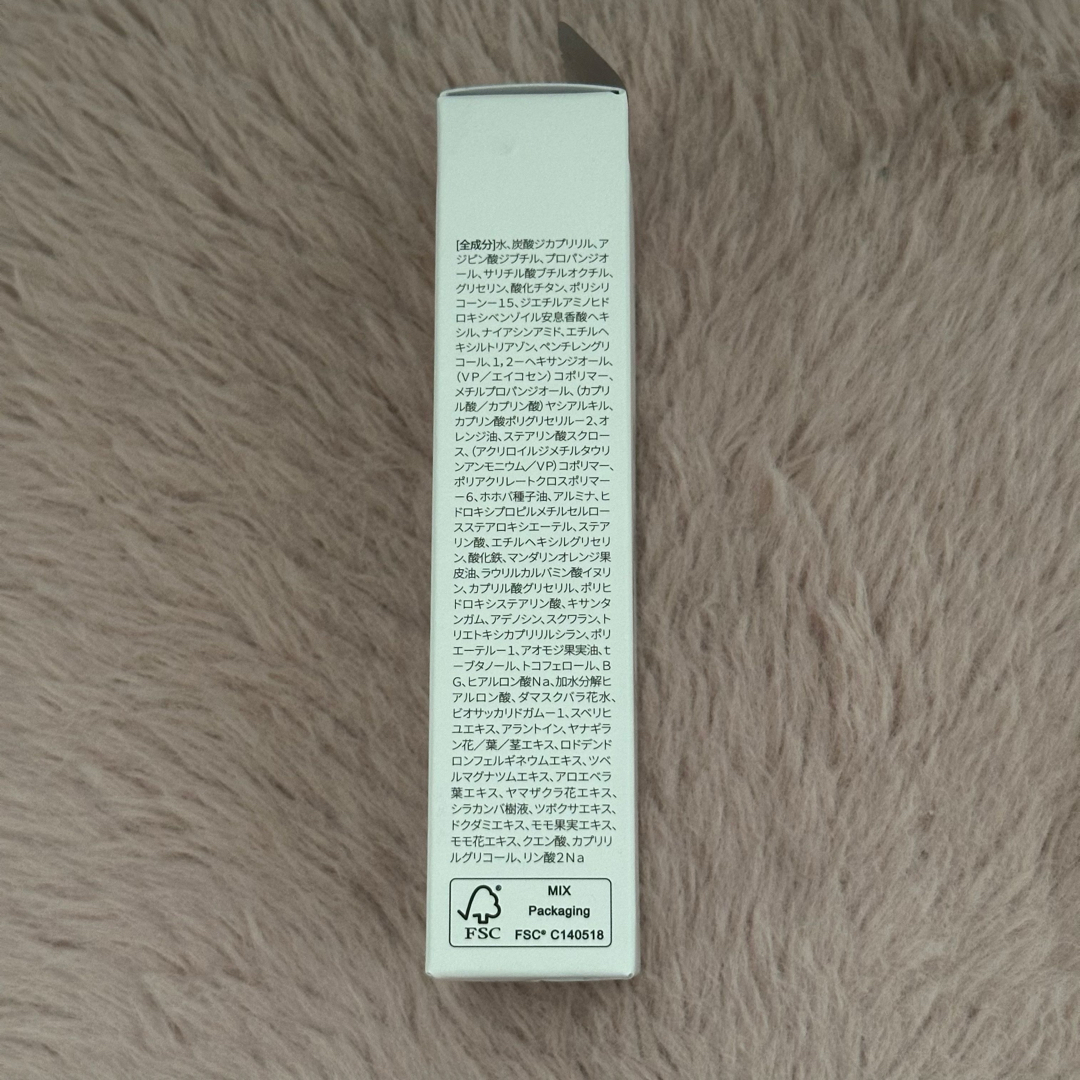 [全成分]水、炭酸ジカプリリル、ア
ジピン酸ジブチル、プロパンジオ
ール、サリチル酸ブチルオクチル、
グリセリン、酸化チタン、ポリシリ
コーン－15、ジエチルアミノヒド
ロキシベンゾイル安息香酸ヘキ
シル、ナイアシンアミド、エチルヘ
キシルトリアゾン、ペンチレングリ
コール、1，2－ヘキサンジオール、
（VP／エイコセン）コポリマー、
メチルプロパンジオール、（カプリ
ル酸／カプリン酸）ヤシアルキル、
カプリン酸ポリグリセリル－2、オ
レンジ油、ステアリン酸スクロー
ス、（アクリロイルジメチルタウリ
ンアンモニウム／VP）コポリマー、
ポリアクリレートクロスポリマー
－6、ホホバ種子油、アルミナ、ヒ
ドロキシプロピルメチルセルロー
スステアロキシエーテル、ステア
リン酸、エチルヘキシルグリセリ
ン、酸化鉄、マンダリンオレンジ果
皮油、ラウリルカルバミン酸イヌリ
ン、カプリル酸グリセリル、ポリヒ
ドロキシステアリン酸、キサンタ
ンガム、アデノシン、スクワラン、ト
リエトキシカプリリルシラン、ポリ
エーテル－1、アオモジ果実油、t
－ブタノール、トコフェロール、B
G、ヒアルロン酸Na、加水分解ヒ
アルロン酸、ダマスクバラ花水、
ビオサッカリドガム－1、スベリヒ
ユエキス、アラントイン、ヤナギラ
ン花／葉／茎エキス、ロドデンド
ロンフェルギネウムエキス、ツベ
ルマグナツムエキス、アロエベラ
葉エキス、ヤマザクラ花エキス、
シラカンバ樹液、ツボクサエキス、
ドクダミエキス、モモ果実エキス、
モモ花エキス、クエン酸、カプリリ
ルグリコール、リン酸2Na
MIX
Packaging
FSC FSC® C140518